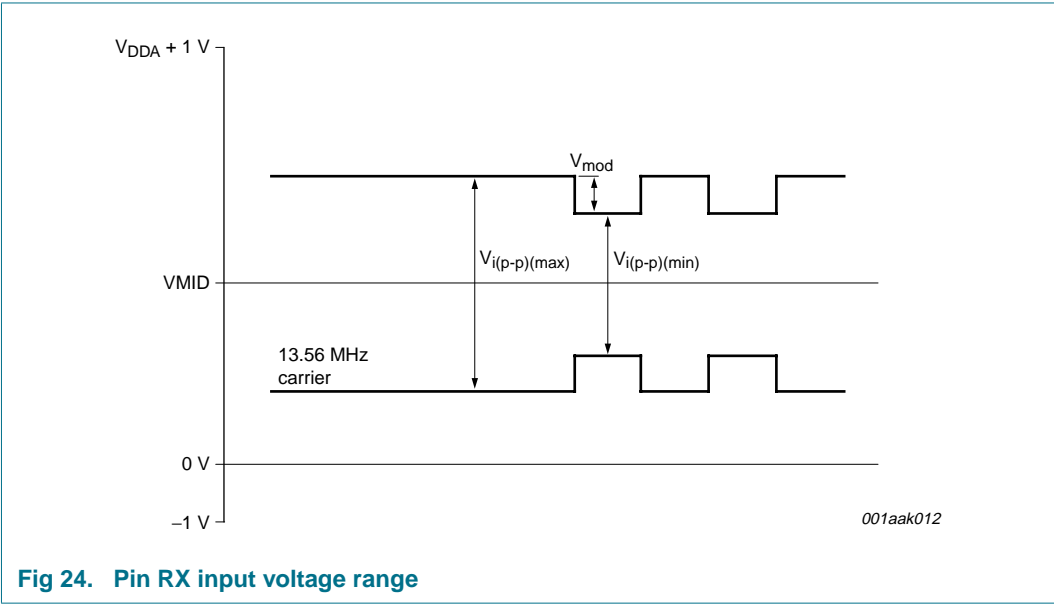 VDDA + 1 V
Vmod
Vi(p-p)(max)
Vi(p-p)(min)
VMID
13.56 MHz
carrier
0 V
−1 V
001aak012
Fig 24. Pin RX input voltage range